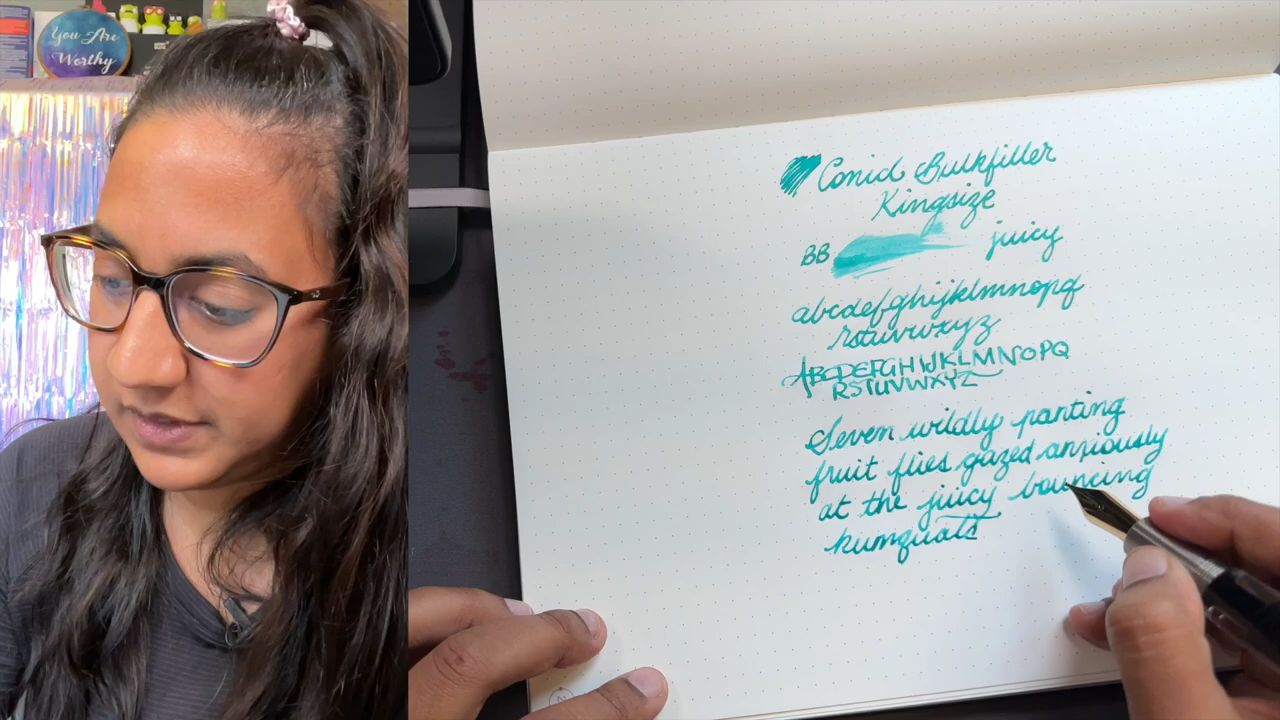 You Are
Worthy
Conid Bulkfiller
Kingsize
BB juicy
abcdefghijklmnopq
rstuvwxyz
ABCDEFGHIJKLMNOPQ
RSTUVWXYZ
Seven wildly panting
fruit flies gazed anxiously
at the juicy bouncing
kumquats